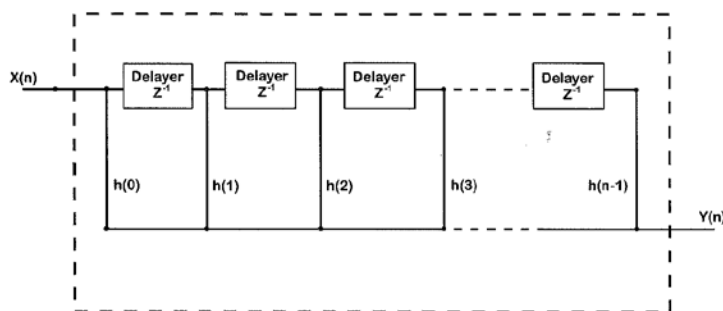 X(n)
Delayer
Z-1
Delayer
Z-1
Delayer
Z-1
Delayer
Z-1
h(0)
h(1)
h(2)
h(3)
h(n-1)
Y(n)